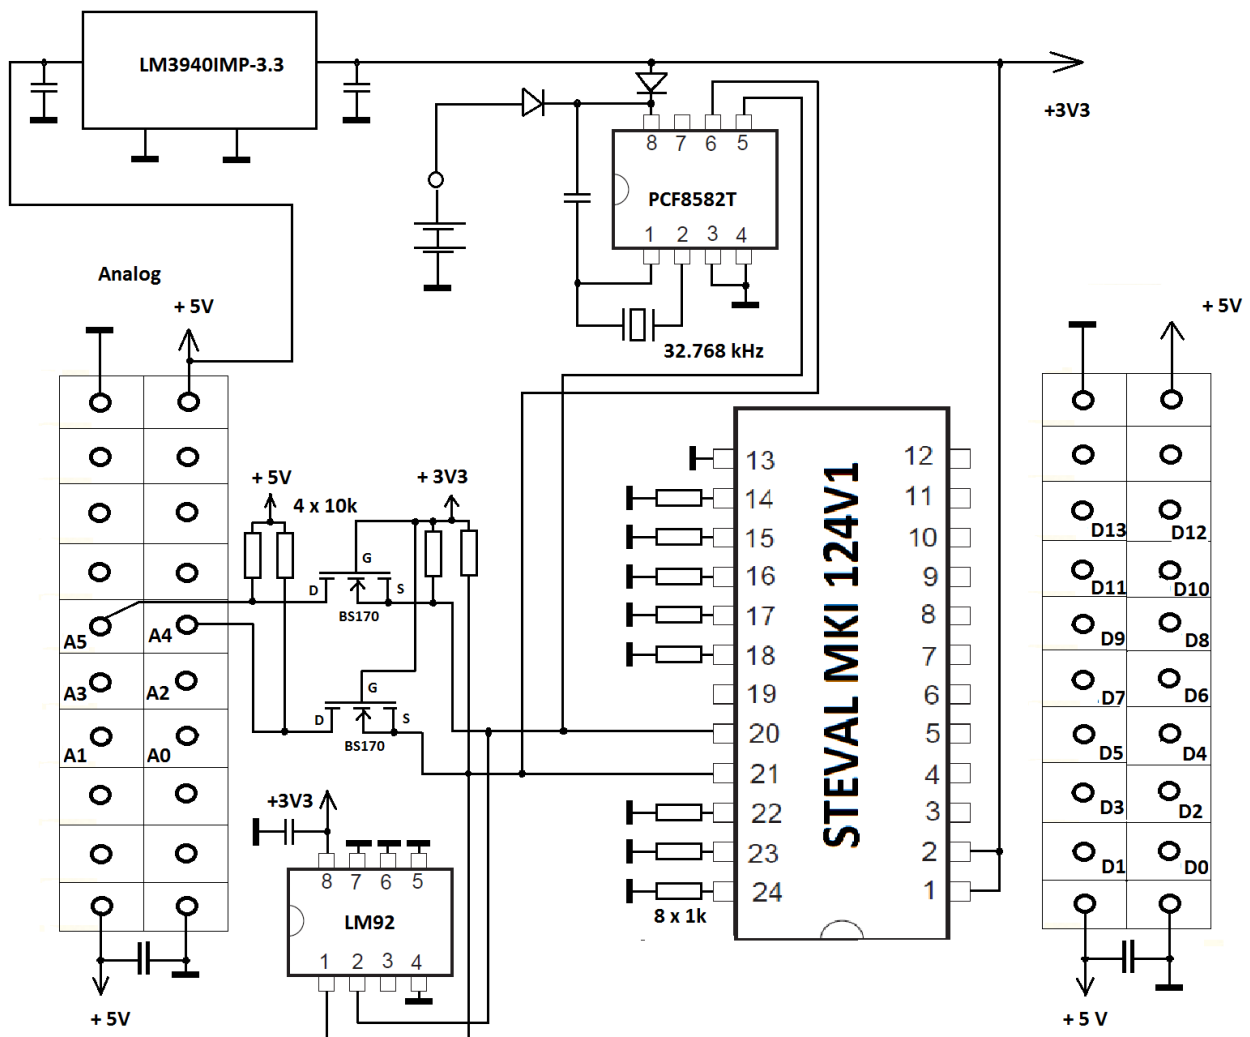 LM3940IMP-3.3
+3V3
8 7 6 5
PCF8582T
1 2 3 4
32.768 kHz
Analog
+ 5V
+ 5V
+ 5V
4 x 10k
+ 3V3
G
D
S
BS170
G
D
S
BS170
A5
A4
A3
A2
A1
A0
+ 5V
+3V3
8 7 6 5
LM92
1 2 3 4
STEVAL MKI 124V1
13 12
14 11
15 10
16 9
17 8
18 7
19 6
20 5
21 4
22 3
23 2
24 1
8 x 1k
D13 D12
D11 D10
D9 D8
D7 D6
D5 D4
D3 D2
D1 D0
+ 5 V